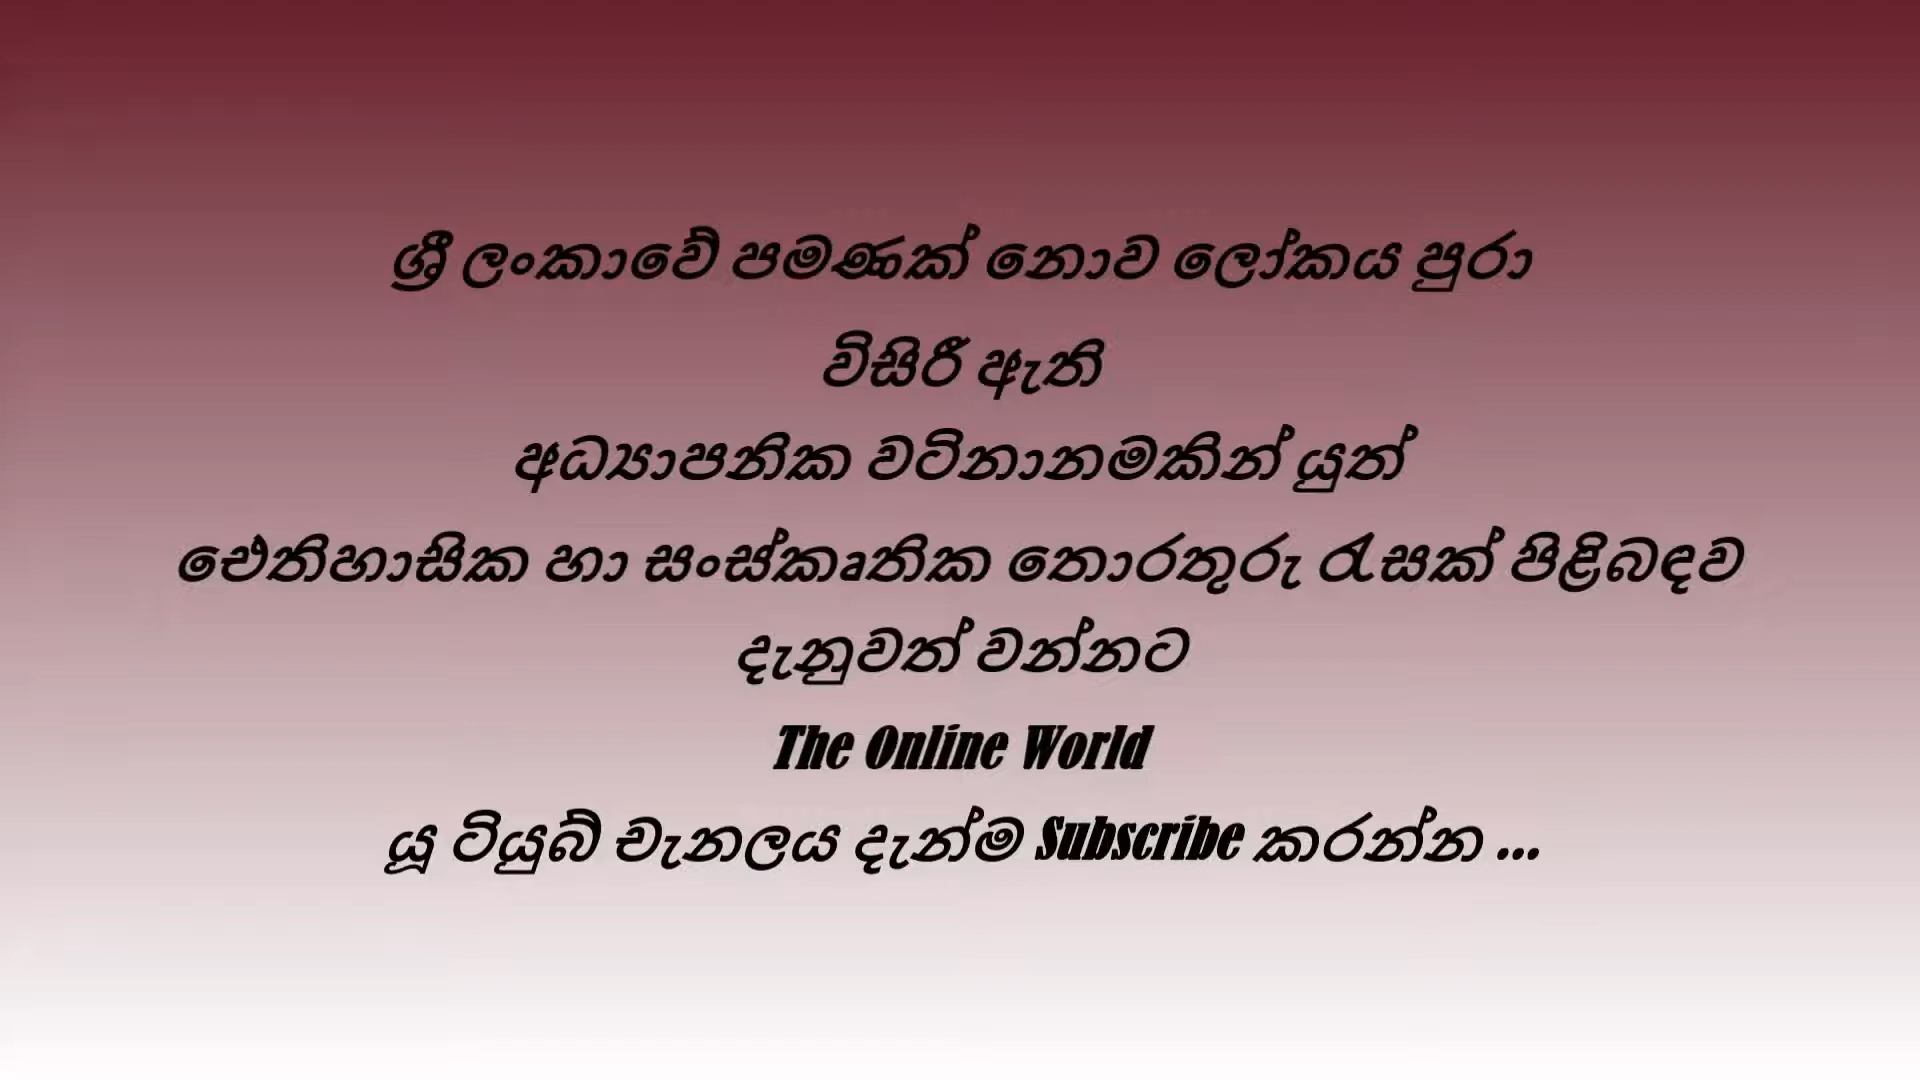 ශ්‍රී ලංකාවේ පමණක් නොව ලෝකය පුරා
විසිරී ඇති
අධ්‍යාපනික වටිනානමකින් යුත්
ඓතිහාසික හා සංස්කෘතික තොරතුරු රැසක් පිළිබඳව
දැනුවත් වන්නට
The Online World
යූ ටියුබ් චැනලය දැන්ම Subscribe කරන්න ...